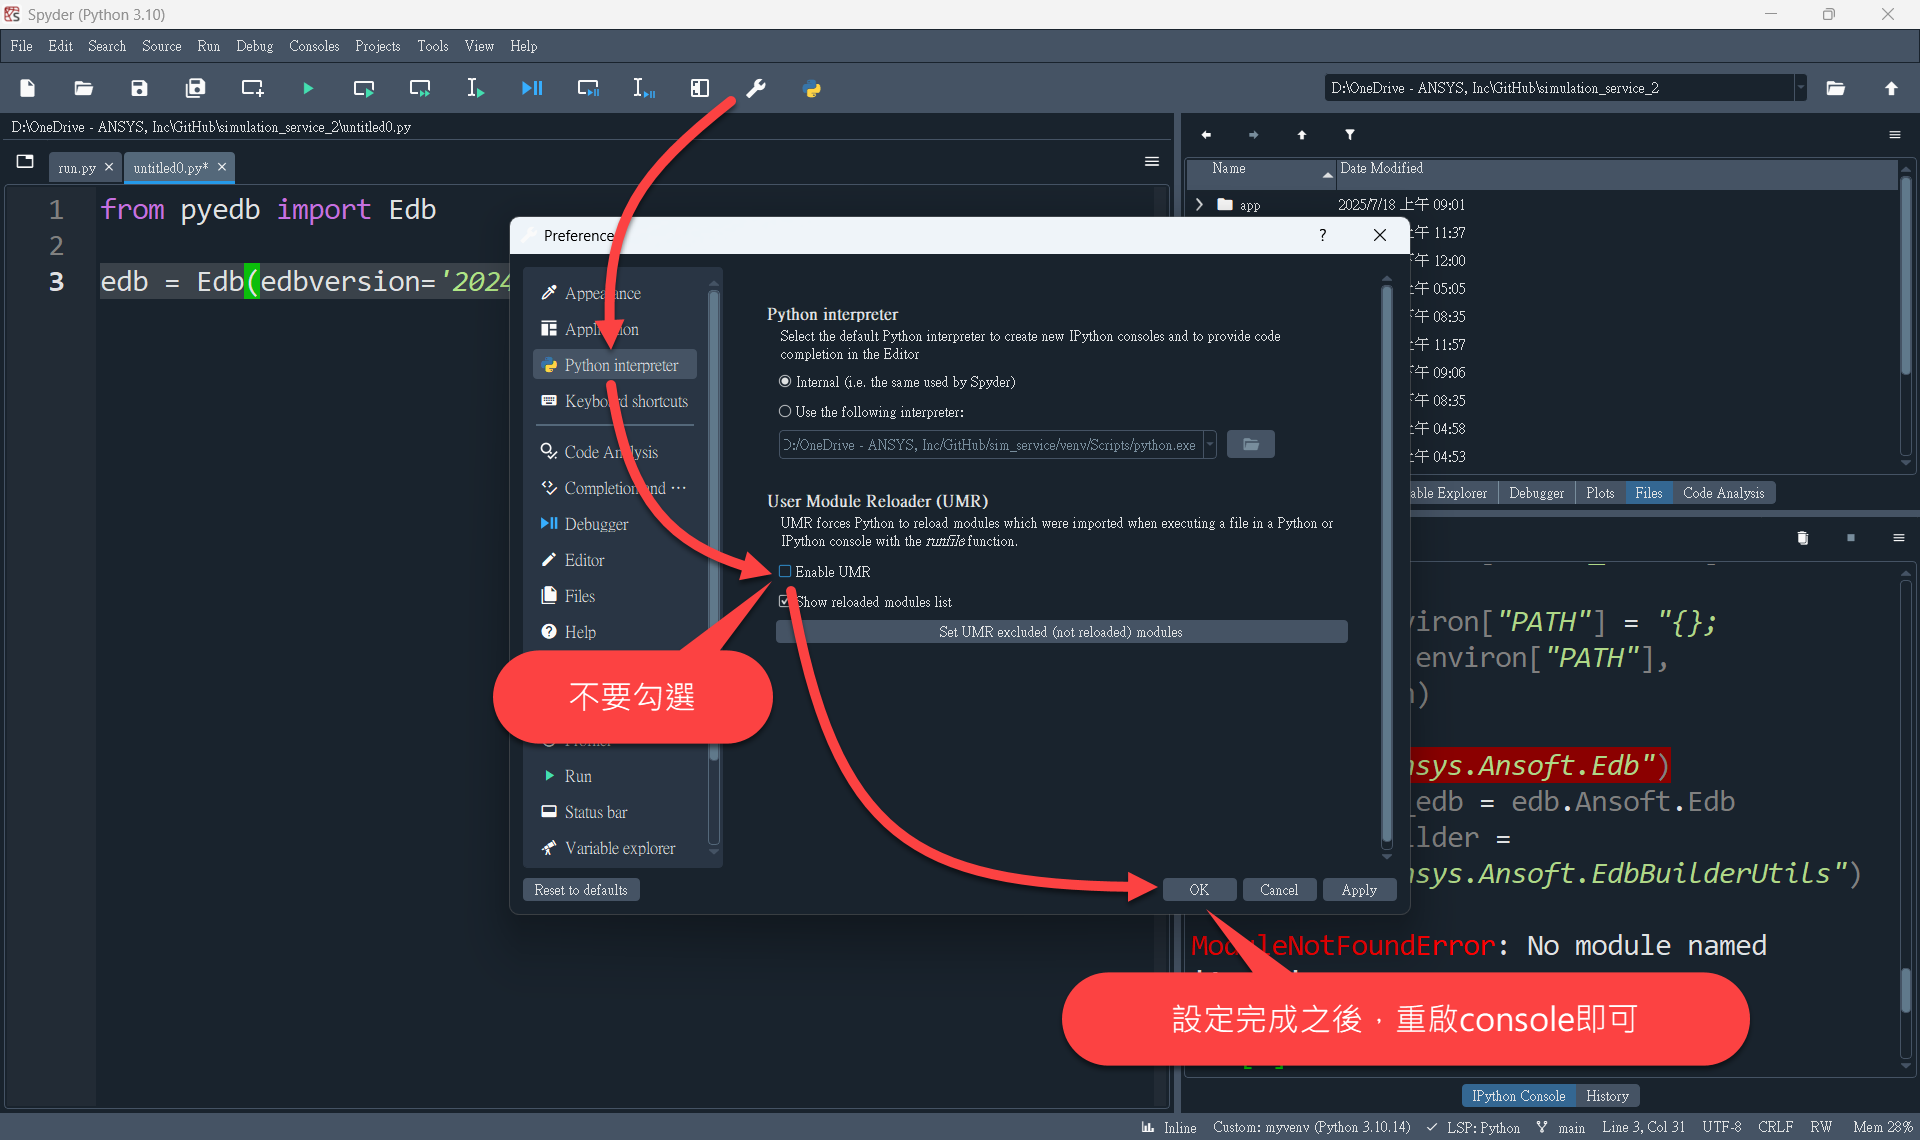 Spyder (Python 3.10)
File Edit Search Source Run Debug Consoles Projects Tools View Help
D:\OneDrive - ANSYS, Inc\GitHub\simulation_service_2
D:\OneDrive - ANSYS, Inc\GitHub\simulation_service_2\untitled0.py
run.py untitled0.py*
1 from pyedb import Edb
2
3 edb = Edb(edbversion='2024
Name Date Modified
app 2025/7/18 上午 09:01
上午 11:37
12:00
05:05
08:35
上午 11:57
09:06
08:35
04:58
04:53
able Explorer Debugger Plots Files Code Analysis
Preference
?
Appearance
Application
Python interpreter
Keyboard shortcuts
Code Analysis
Completion and ···
Debugger
Editor
Files
Help
Profiler
Run
Status bar
Variable explorer
Python interpreter
Select the default Python interpreter to create new IPython consoles and to provide code
completion in the Editor
Internal (i.e. the same used by Spyder)
Use the following interpreter:
D:/OneDrive - ANSYS, Inc/GitHub/sim_service/venv/Scripts/python.exe
User Module Reloader (UMR)
UMR forces Python to reload modules which were imported when executing a file in a Python or
IPython console with the runfile function.
Enable UMR
Show reloaded modules list
Set UMR excluded (not reloaded) modules
Reset to defaults
OK Cancel Apply
不要勾選
設定完成之後，重啟console即可
viron["PATH"] = "{};
environ["PATH"],
)
nsys.Ansoft.Edb")
_edb = edb.Ansoft.Edb
ilder =
nsys.Ansoft.EdbBuilderUtils")
ModuleNotFoundError: No module named
IPython Console History
Inline Custom: myvenv (Python 3.10.14) LSP: Python main Line 3, Col 31 UTF-8 CRLF RW Mem 28%